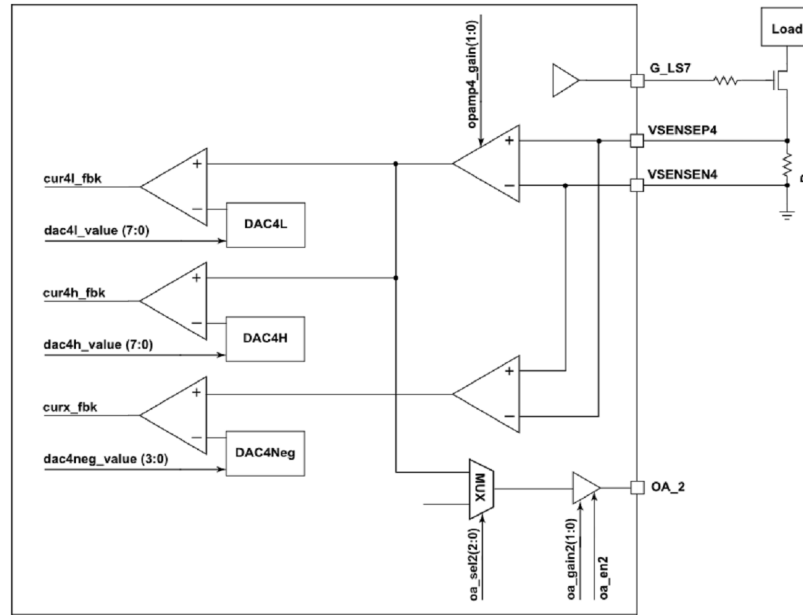 Load
G_LS7
opamp4_gain(1:0)
VSENSEP4
VSENSEN4
+
−
+
−
cur4l_fbk
DAC4L
dac4l_value (7:0)
+
−
cur4h_fbk
DAC4H
dac4h_value (7:0)
+
−
+
−
curx_fbk
DAC4Neg
dac4neg_value (3:0)
MUX
OA_2
oa_sel2(2:0)
oa_gain2(1:0)
oa_en2